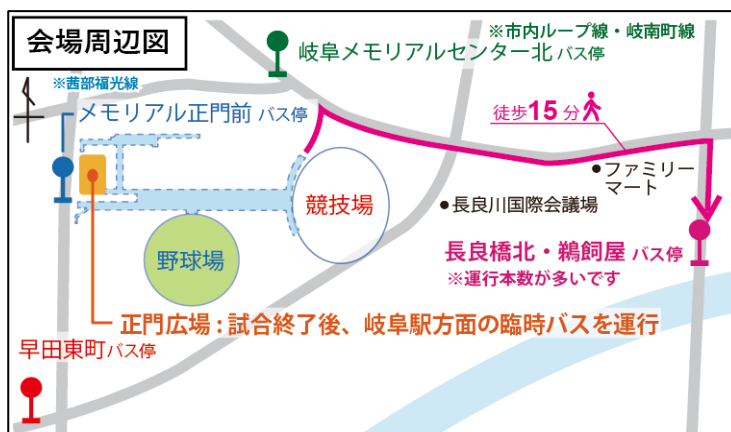 会場周辺図
※市内ループ線・岐南町線
岐阜メモリアルセンター北 バス停
※茜部福光線
メモリアル正門前 バス停
徒歩15分
ファミリー
マート
競技場
長良川国際会議場
野球場
長良橋北・鵜飼屋 バス停
※運行本数が多いです
正門広場 : 試合終了後、岐阜駅方面の臨時バスを運行
早田東町バス停